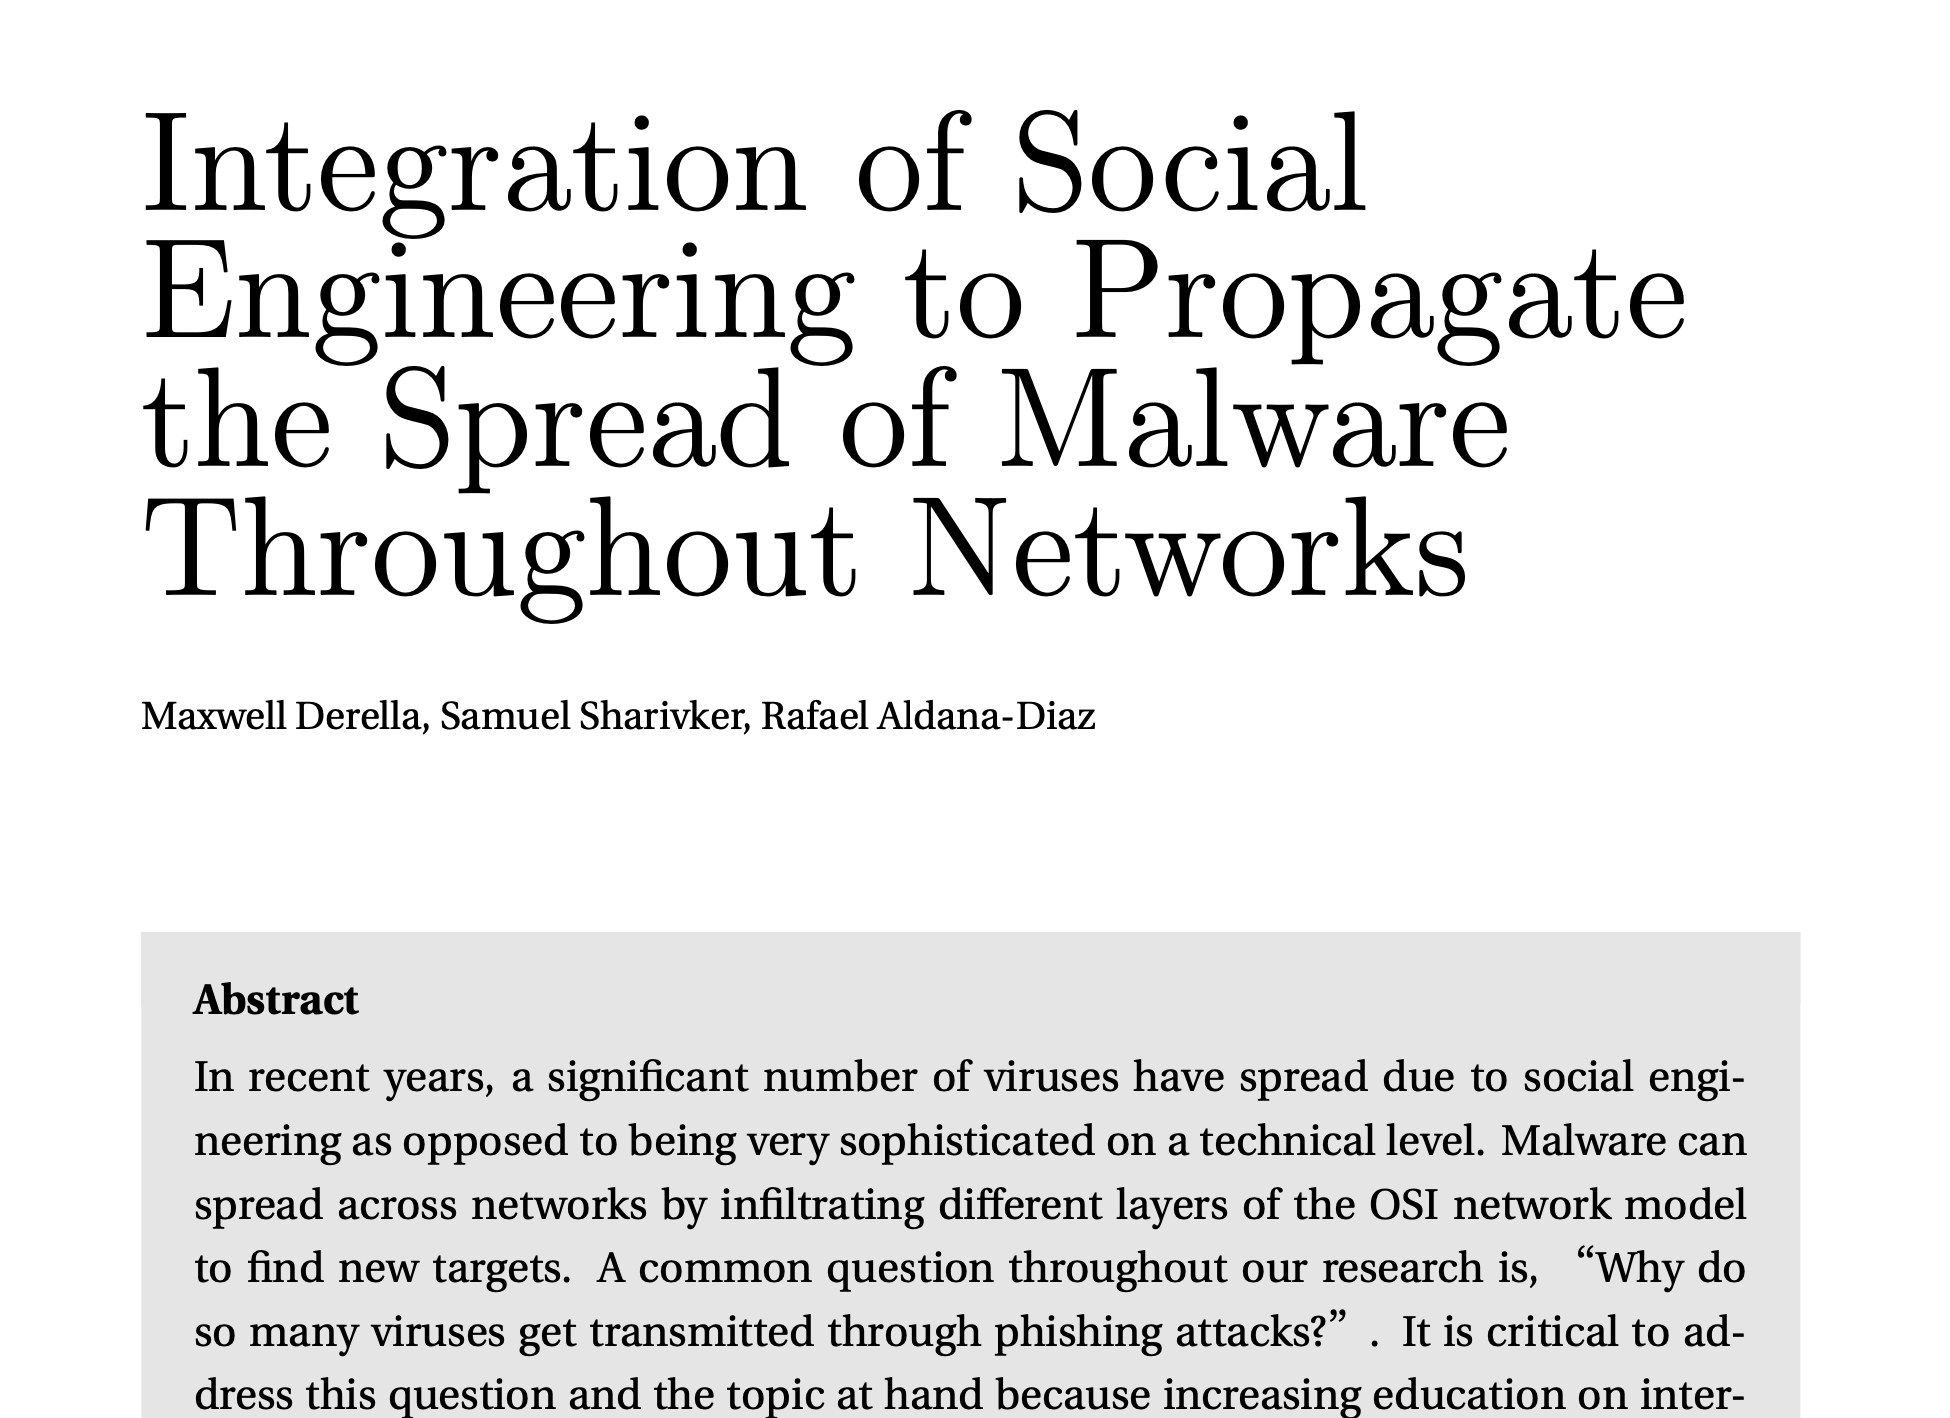 Integration of Social
Engineering to Propagate
the Spread of Malware
Throughout Networks
Maxwell Derella, Samuel Sharivker, Rafael Aldana-Diaz
Abstract
In recent years, a significant number of viruses have spread due to social engi-
neering as opposed to being very sophisticated on a technical level. Malware can
spread across networks by infiltrating different layers of the OSI network model
to find new targets. A common question throughout our research is, “Why do
so many viruses get transmitted through phishing attacks?” . It is critical to ad-
dress this question and the topic at hand because increasing education on inter-